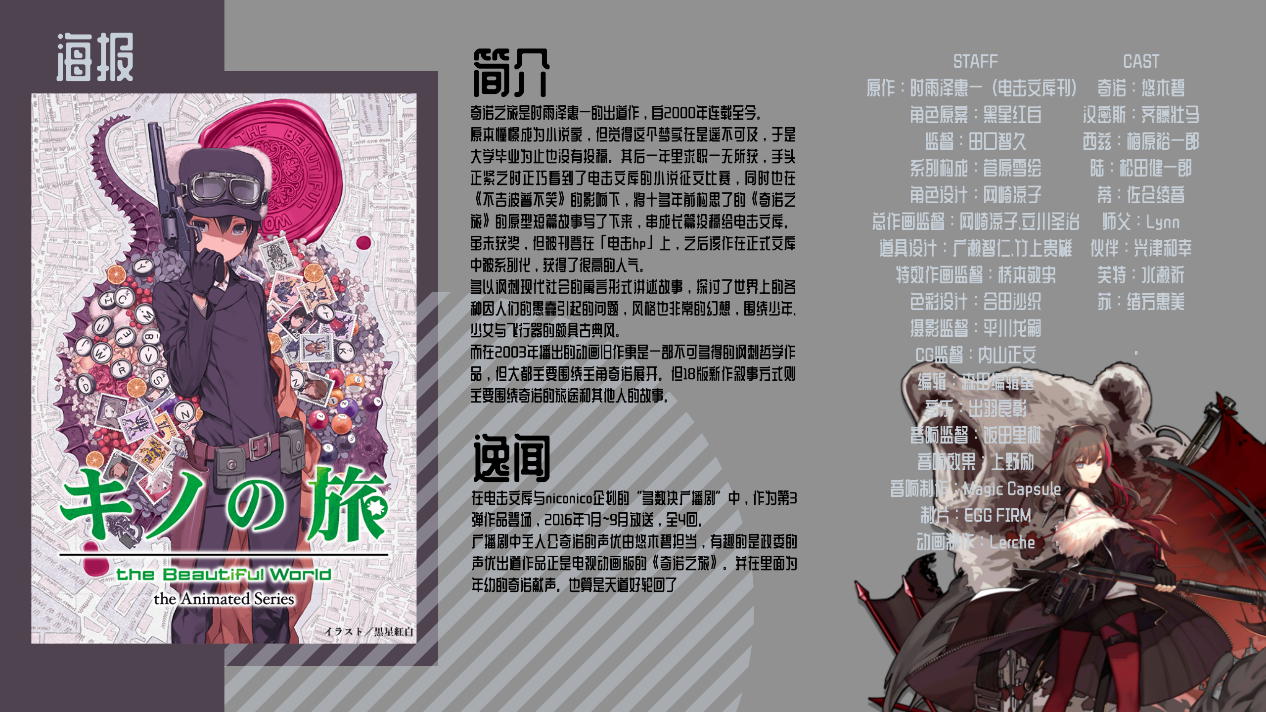 海报
THE BEAUTIFUL WO
キノの旅
the Beautiful World
the Animated Series
イラスト／黒星紅白
简介
奇诺之旅是时雨泽惠一的出道作，自2000年连载至今。
原本憧憬成为小说家，但觉得这个梦实在是遥不可及，于是
大学毕业为止也没有投稿。其后一年里求职一无所获，手头
正紧之时正巧看到了电击文库的小说征文比赛，同时也在
《不吉波普不笑》的影响下，将十多年前构思了的《奇诺之
旅》的原型短篇故事写了下来，串成长篇投稿给电击文库。
虽未获奖，但被刊登在「电击hp」上，之后该作在正式文库
中被系列化，获得了很高的人气。
多以讽刺现代社会的寓言形式讲述故事，探讨了世界上的各
种因人们的愚蠢引起的问题，风格也非常的幻想，围绕少年、
少女与飞行器的颇具古典风。
而在2003年播出的动画旧作更是一部不可多得的讽刺哲学作
品，但大都主要围绕主角奇诺展开。但18版新作叙事方式则
主要围绕奇诺的旅途和其他人的故事。
逸闻
在电击文库与niconico企划的“多数决广播剧”中，作为第3
弹作品登场，2016年7月~9月放送，全4回。
广播剧中主人公奇诺的声优由悠木碧担当，有趣的是政委的
声优出道作品正是电视动画版的《奇诺之旅》。并在里面为
年幼的奇诺献声。也算是天道好轮回了
STAFF
原作：时雨泽惠一（电击文库刊）
角色原案：黑星红白
监督：田口智久
系列构成：菅原雪绘
角色设计：网崎凉子
总作画监督：网崎凉子,立川圣治
道具设计：广濑智仁,竹上贵雄
特效作画监督：桥本敬史
色彩设计：合田沙织
摄影监督：平川龙嗣
CG监督：内山正文
编辑：森田编辑室
音乐：出羽良彰
音响监督：饭田里树
音响效果：上野励
音响制作：Magic Capsule
制片：EGG FIRM
动画制作：Lerche
CAST
奇诺：悠木碧
汉密斯：齐藤壮马
西兹：梅原裕一郎
陆：松田健一郎
蒂：佐仓绫音
师父：Lynn
伙伴：兴津和幸
芙特：水濑祈
苏：绪方惠美